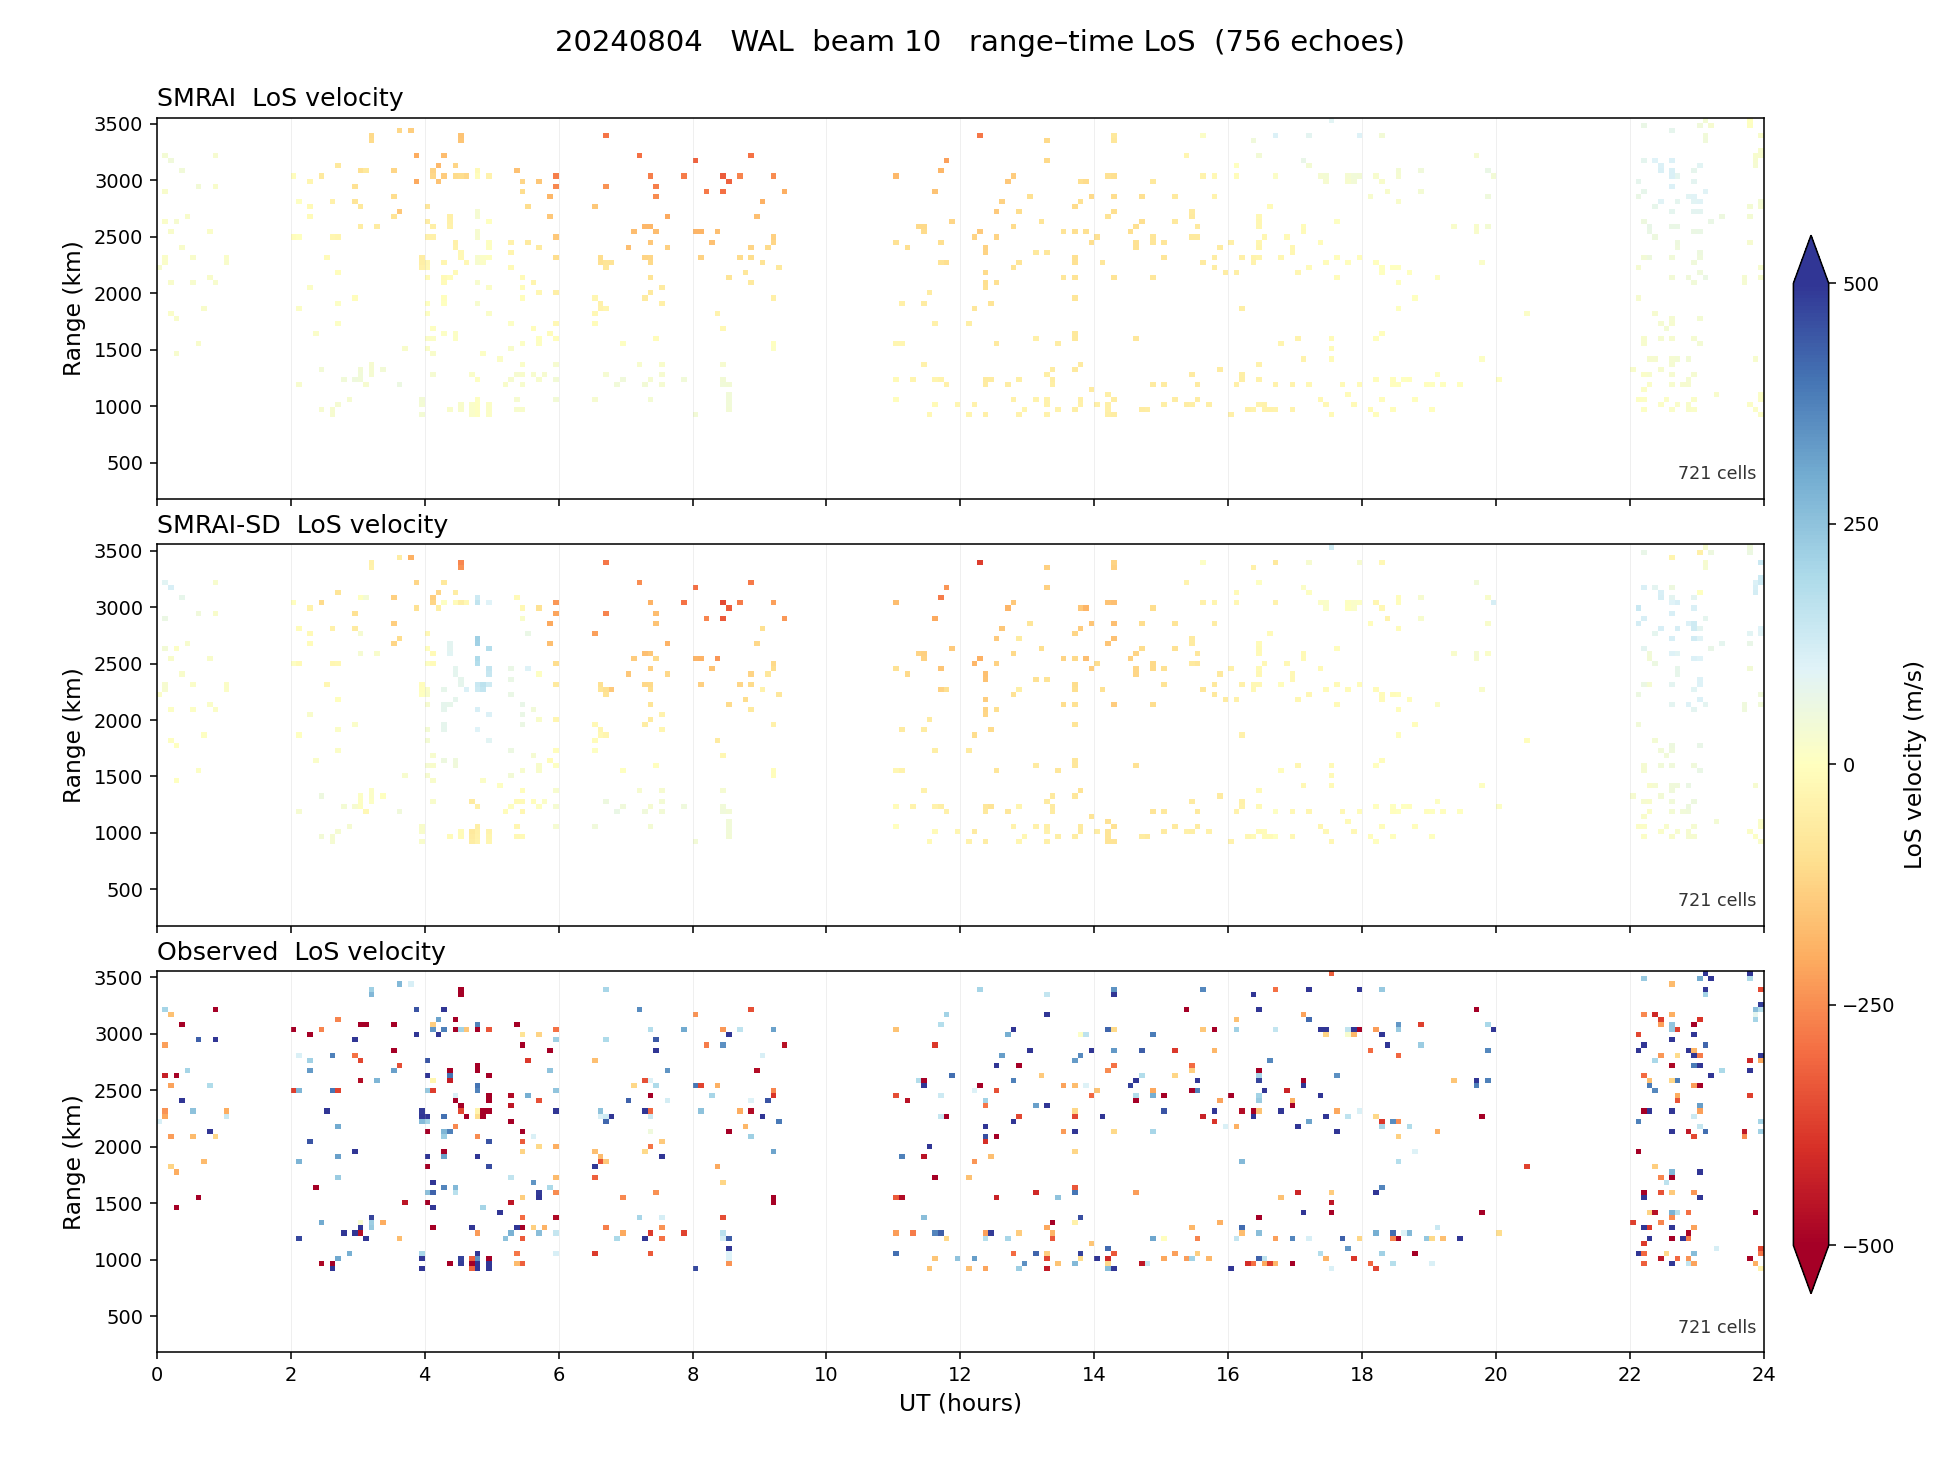 20240804   WAL  beam 10   range–time LoS  (756 echoes)
SMRAI  LoS velocity
3500
3000
2500
2000
1500
1000
500
Range (km)
721 cells
SMRAI-SD  LoS velocity
3500
3000
2500
2000
1500
1000
500
Range (km)
721 cells
Observed  LoS velocity
3500
3000
2500
2000
1500
1000
500
Range (km)
721 cells
0 2 4 6 8 10 12 14 16 18 20 22 24
UT (hours)
500
250
0
−250
−500
LoS velocity (m/s)